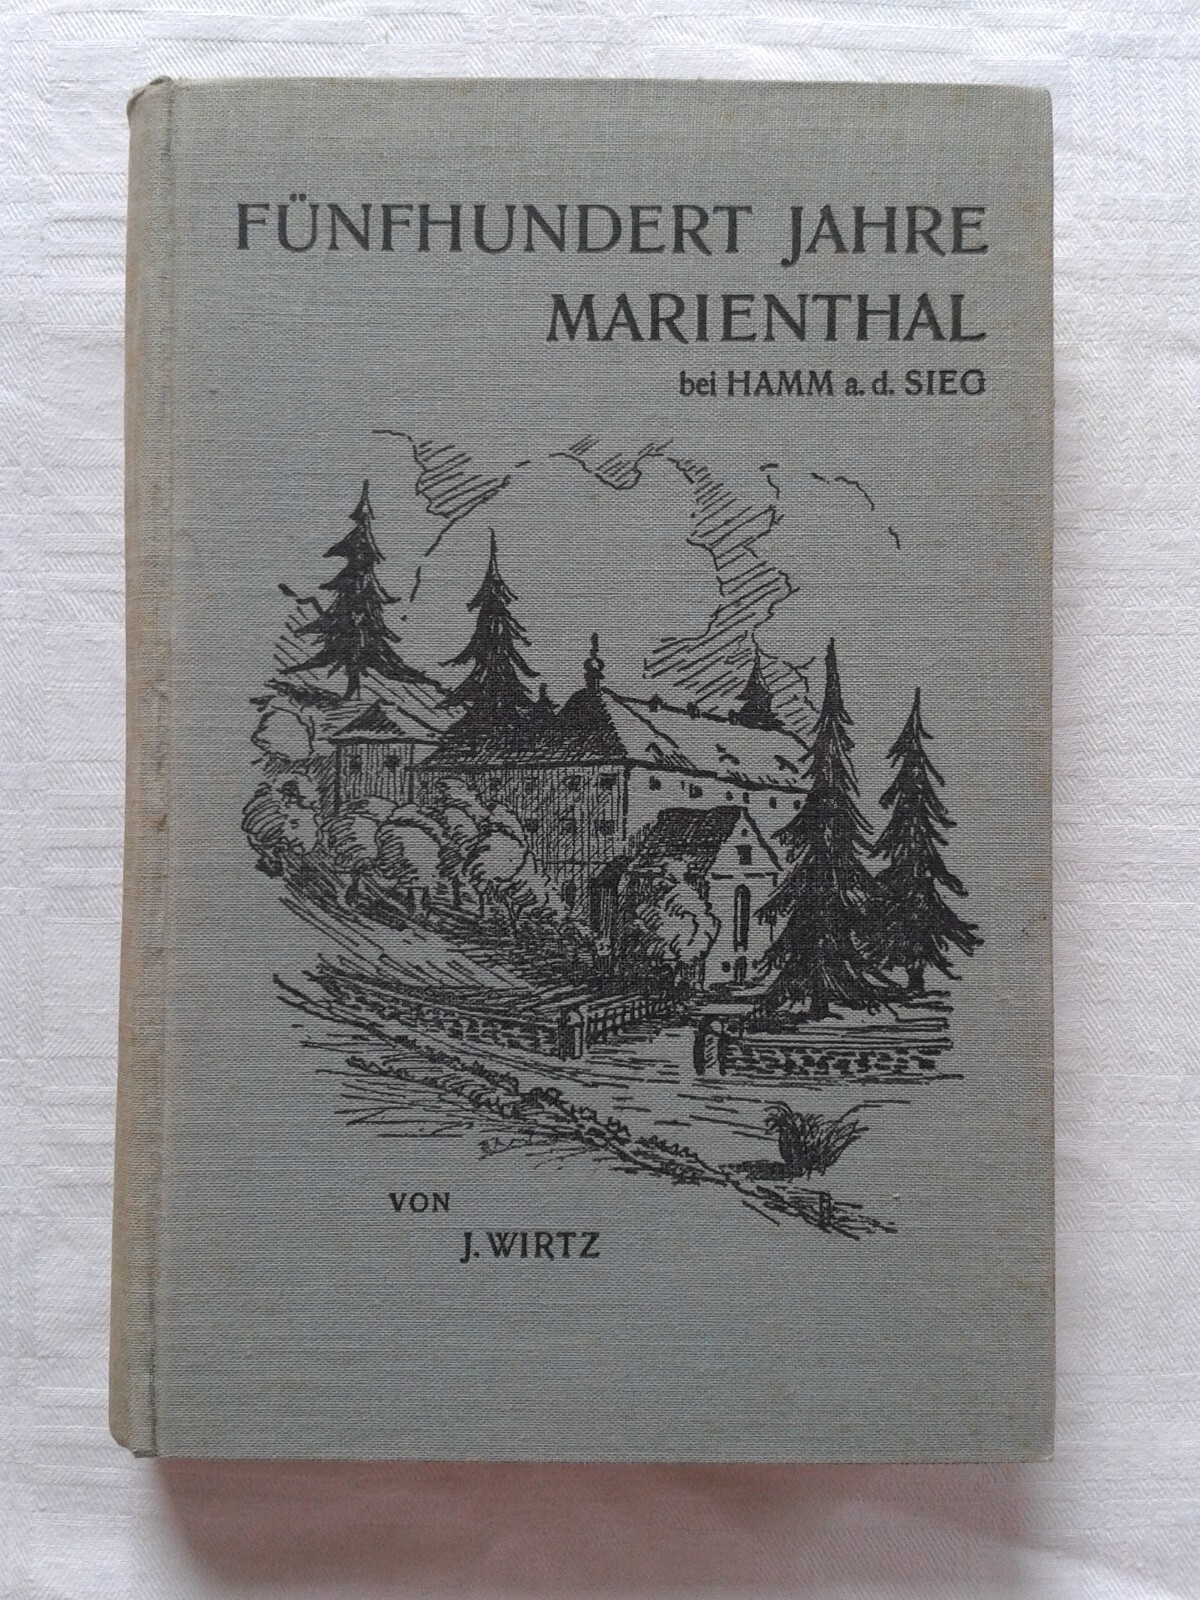 FÜNFHUNDERT JAHRE
MARIENTHAL
bei HAMM a. d. SIEG
VON
J. WIRTZ